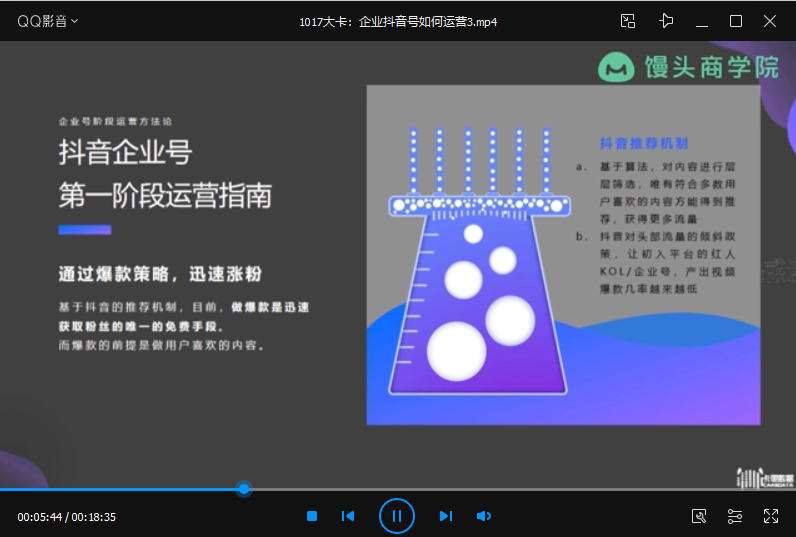 QQ影音
1017大卡：企业抖音号如何运营3.mp4
馒头商学院
企业号阶段运营方法论
抖音企业号
第一阶段运营指南
通过爆款策略，迅速涨粉
基于抖音的推荐机制，目前，做爆款是迅速
获取粉丝的唯一的免费手段。
而爆款的前提是做用户喜欢的内容。
抖音推荐机制
a. 基于算法，对内容进行层
层筛选，唯有符合多数用
户喜欢的内容方能得到推
荐，获得更多流量
b. 抖音对头部流量的倾斜政
策，让初入平台的红人
KOL/企业号，产出视频
爆款几率越来越低
00:05:44 / 00:18:35